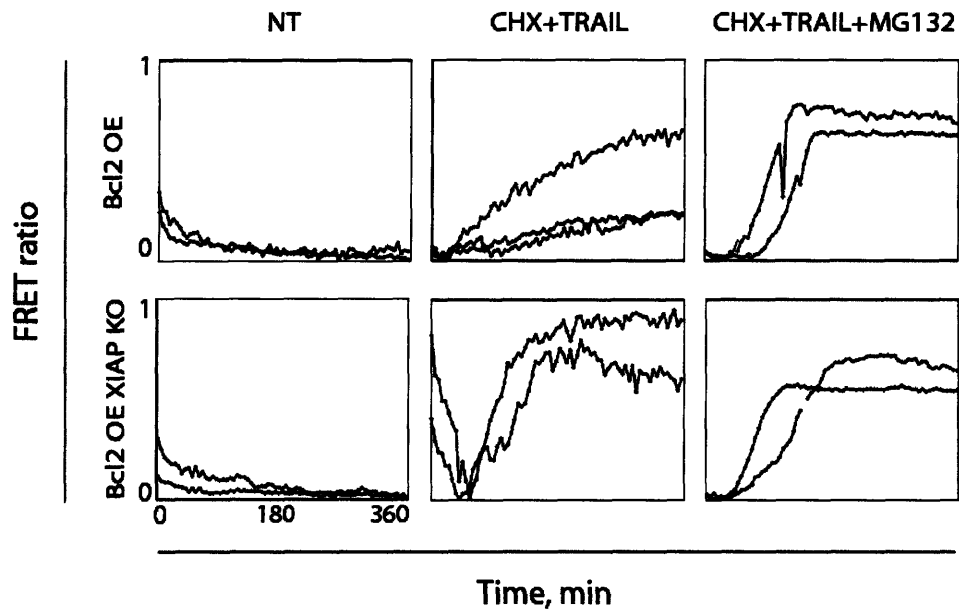 NT
CHX+TRAIL
CHX+TRAIL+MG132
FRET ratio
Bcl2 OE
1
0
Bcl2 OE XIAP KO
1
0
0
180
360
Time, min